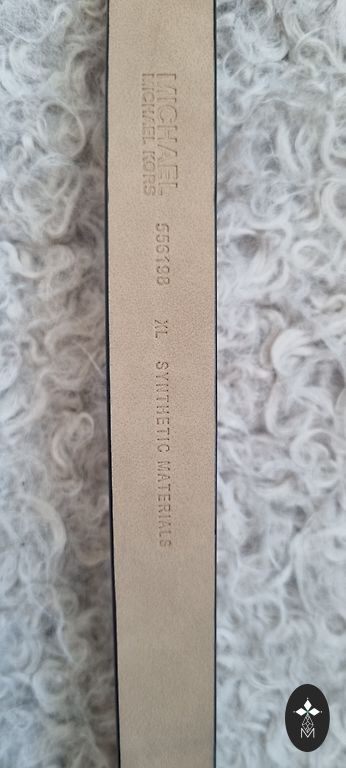 MICHAEL
MICHAEL KORS
556198 XL SYNTHETIC MATERIALS
M